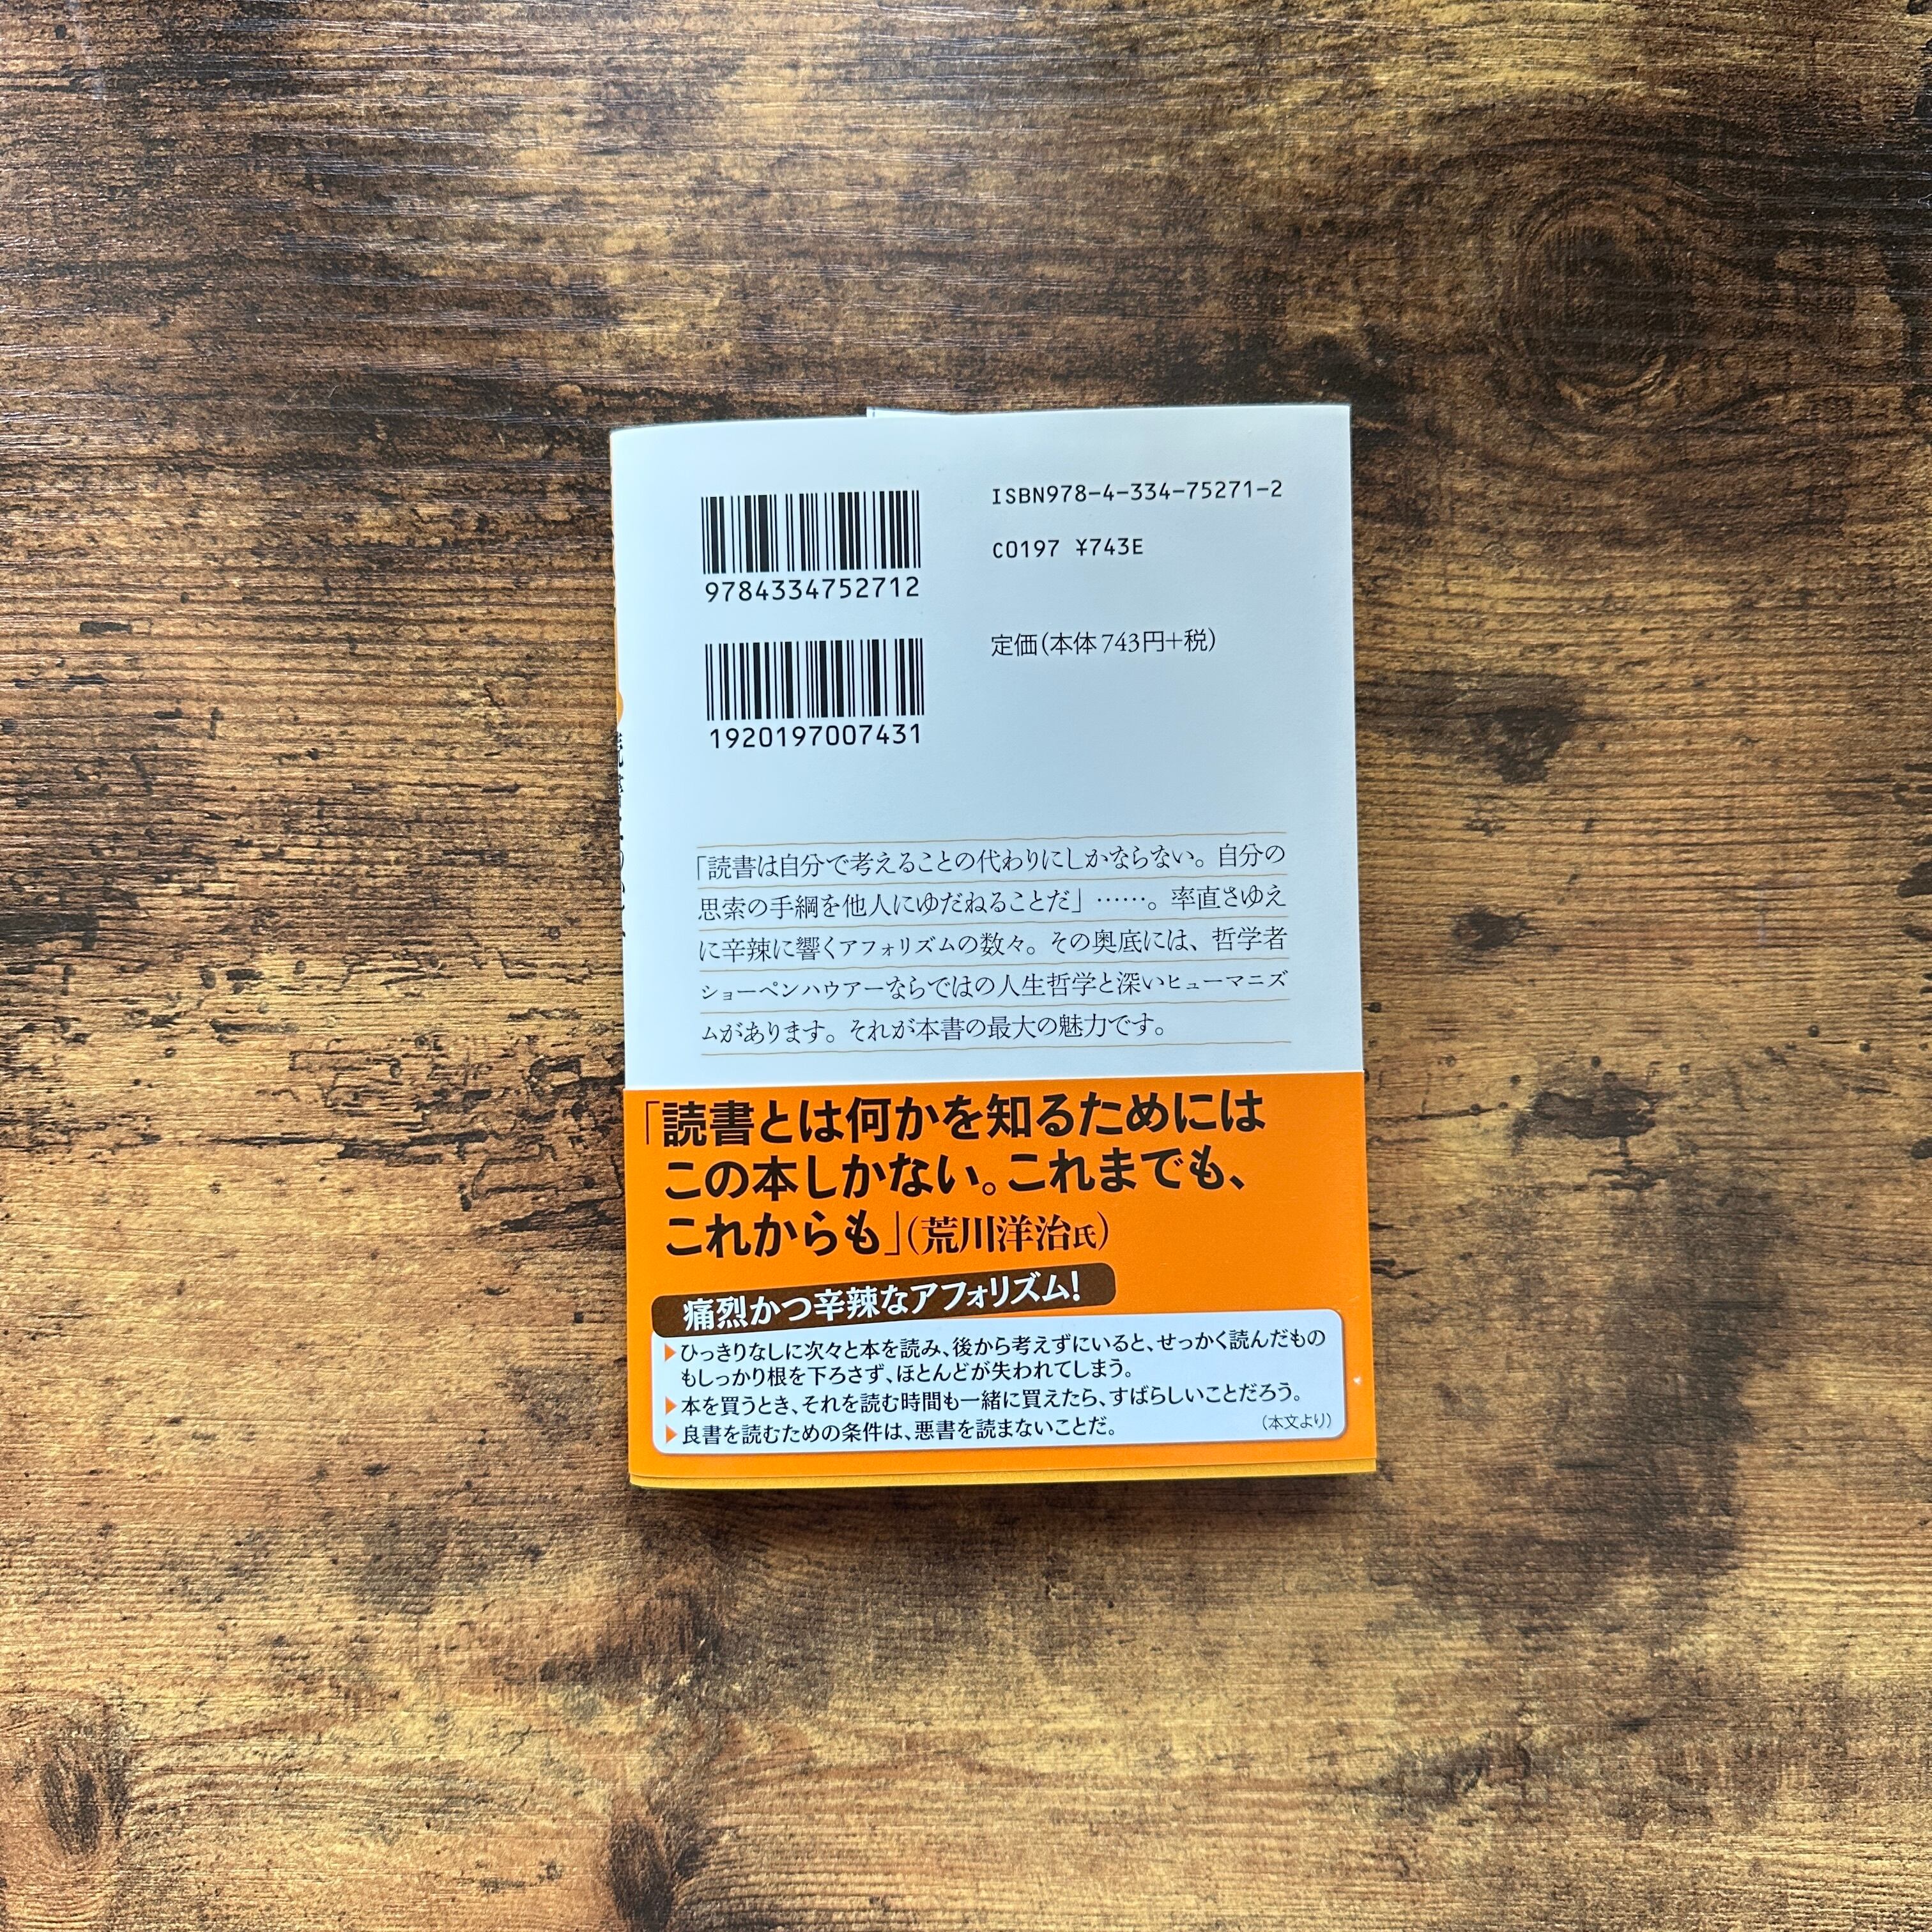 ISBN978-4-334-75271-2
C0197 ¥743E
9784334752712
定価(本体743円+税)
1920197007431
「読書は自分で考えることの代わりにしかならない。自分の
思索の手綱を他人にゆだねることだ」……。率直さゆえ
に辛辣に響くアフォリズムの数々。その奥底には、哲学者
ショーペンハウアーならではの人生哲学と深いヒューマニズ
ムがあります。それが本書の最大の魅力です。
「読書とは何かを知るためには
この本しかない。これまでも、
これからも」(荒川洋治氏)
痛烈かつ辛辣なアフォリズム!
▶ひっきりなしに次々と本を読み、後から考えずにいると、せっかく読んだもの
もしっかり根を下ろさず、ほとんどが失われてしまう。
▶本を買うとき、それを読む時間も一緒に買えたら、すばらしいことだろう。
▶良書を読むための条件は、悪書を読まないことだ。
(本文より)